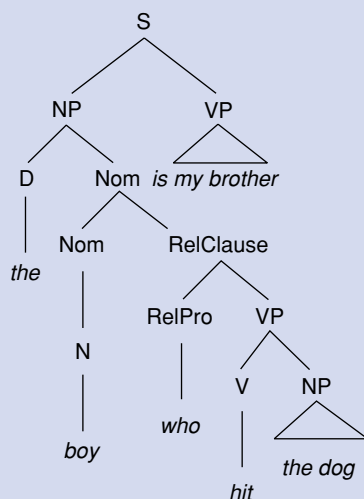 S
NP VP
D Nom is my brother
the Nom RelClause
N RelPro VP
boy who V NP
hit the dog